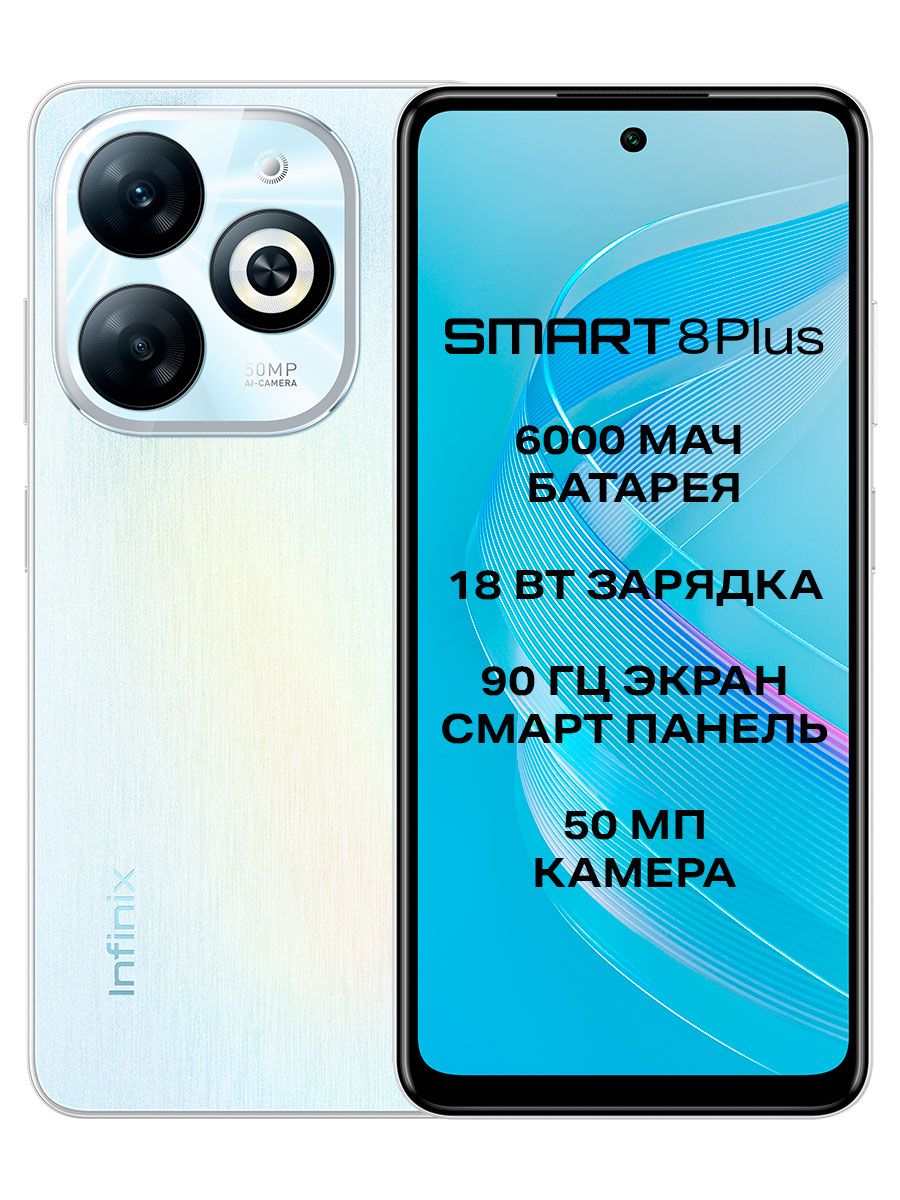 50MP
AI-CAMERA
Infinix
SMART 8Plus
6000 МАЧ
БАТАРЕЯ
18 ВТ ЗАРЯДКА
90 ГЦ ЭКРАН
СМАРТ ПАНЕЛЬ
50 МП
КАМЕРА